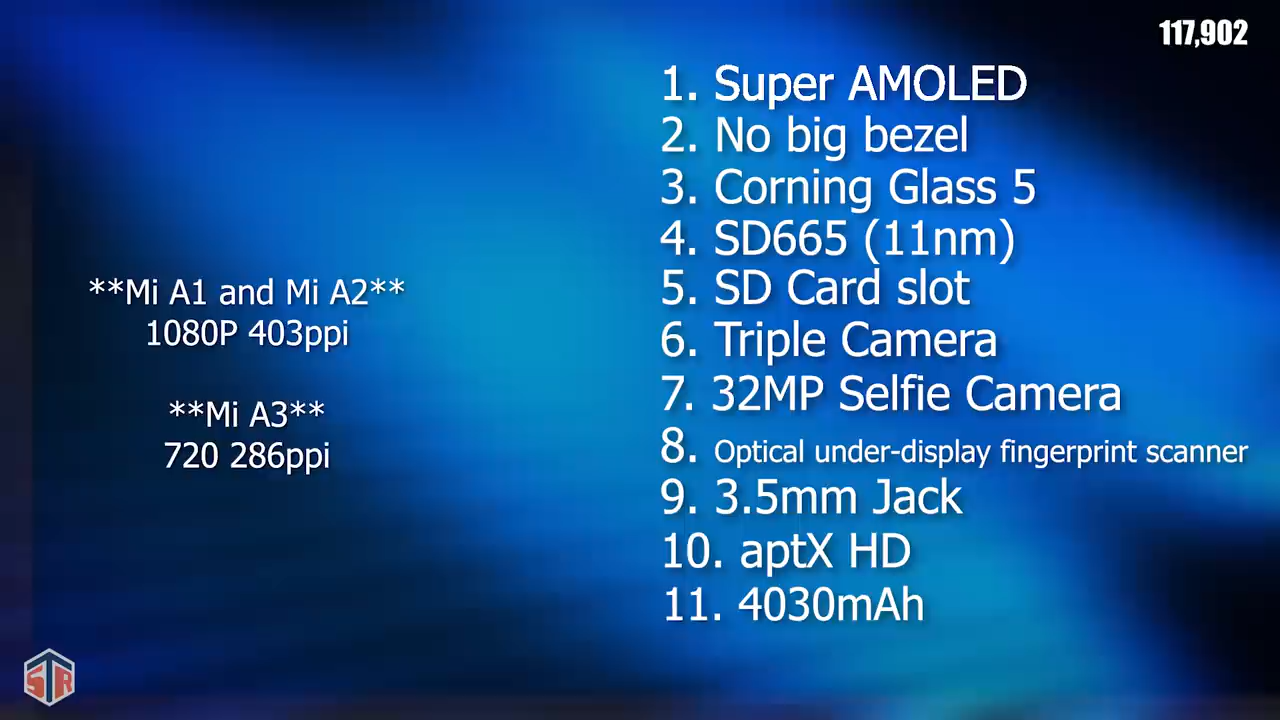 117,902
1. Super AMOLED
2. No big bezel
3. Corning Glass 5
4. SD665 (11nm)
5. SD Card slot
6. Triple Camera
7. 32MP Selfie Camera
8. Optical under-display fingerprint scanner
9. 3.5mm Jack
10. aptX HD
11. 4030mAh
**Mi A1 and Mi A2**
1080P 403ppi
**Mi A3**
720 286ppi
STR